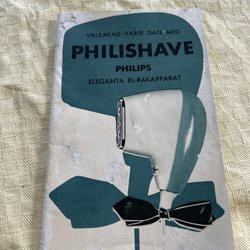 VÄLRAKAD VARJE DAG MED
PHILISHAVE
PHILIPS
ELEGANTA EL-RAKAPPARAT